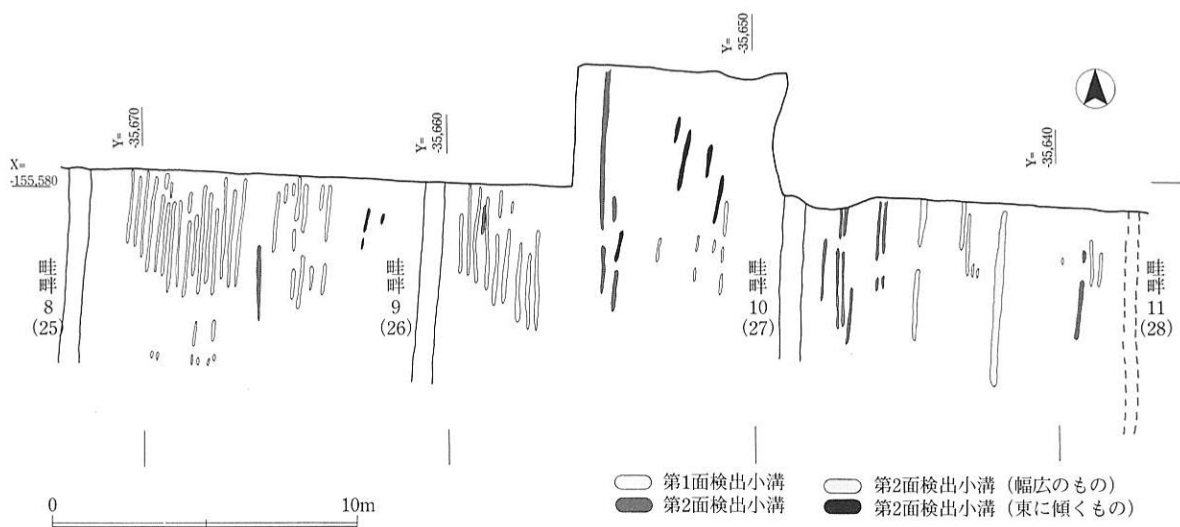 Y=
-35,650
Y=
-35,670
Y=
-35,660
Y=
-35,640
X=
-155,580
畦畔
8
(25)
畦畔
9
(26)
畦畔
10
(27)
畦畔
11
(28)
0
10m
第1面検出小溝
第2面検出小溝（幅広のもの）
第2面検出小溝
第2面検出小溝（東に傾くもの）